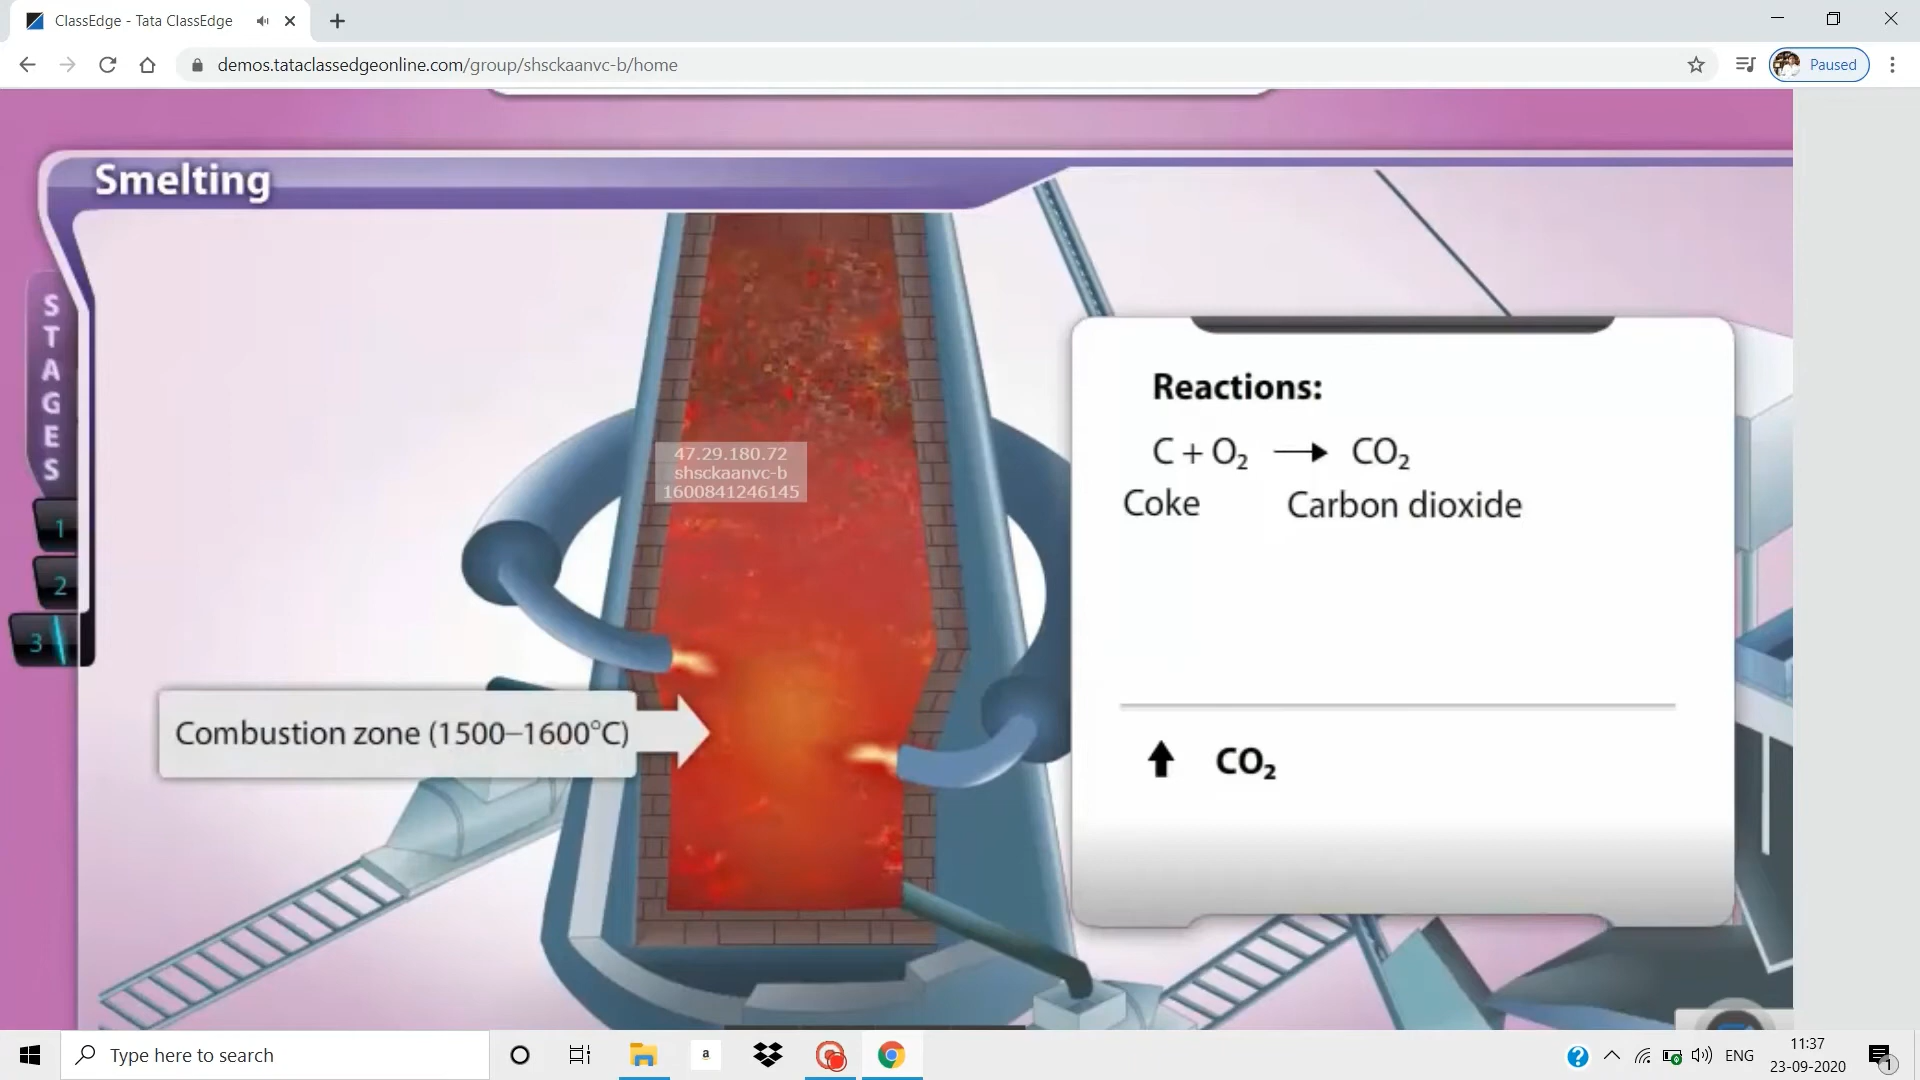 ClassEdge - Tata ClassEdge
demos.tataclassedgeonline.com/group/shsckaanvc-b/home
Paused
Smelting
STAGES
1
2
3
47.29.180.72
shsckaanvc-b
1600841246145
Combustion zone (1500–1600°C)
Reactions:
C + O₂ → CO₂
Coke Carbon dioxide
↑ CO₂
Type here to search
a
ENG
11:37
23-09-2020
1